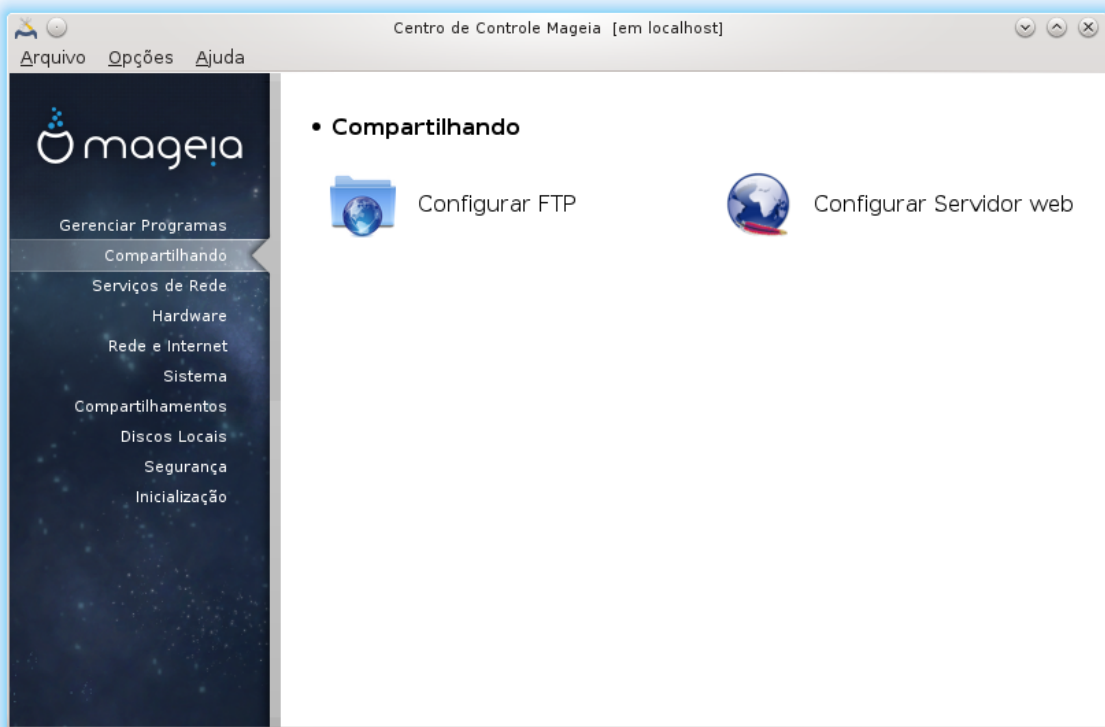 Centro de Controle Mageia [em localhost]
Arquivo Opções Ajuda
mageia
Gerenciar Programas
Compartilhando
Serviços de Rede
Hardware
Rede e Internet
Sistema
Compartilhamentos
Discos Locais
Segurança
Inicialização
• Compartilhando
Configurar FTP
Configurar Servidor web